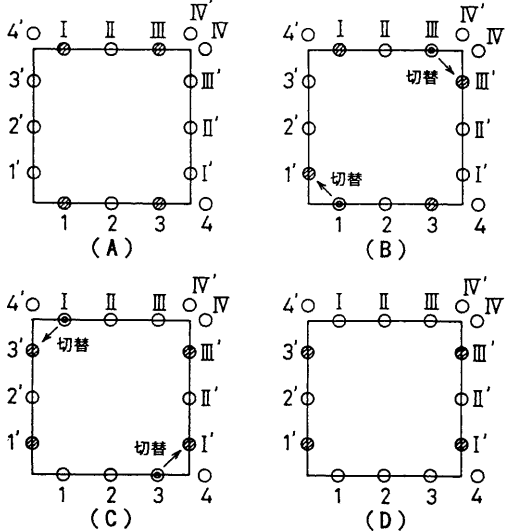 IV' IV'
4' I II III IV 4' I II III IV
3' III' 3' 切替 III'
2' II' 2' II'
1' I' 1' 切替 I'
1 2 3 4 1 2 3 4
(A) (B)
IV' IV'
4' I II III IV 4' I II III IV
3' 切替 III' 3' III'
2' II' 2' II'
1' 切替 I' 1' I'
1 2 3 4 1 2 3 4
(C) (D)